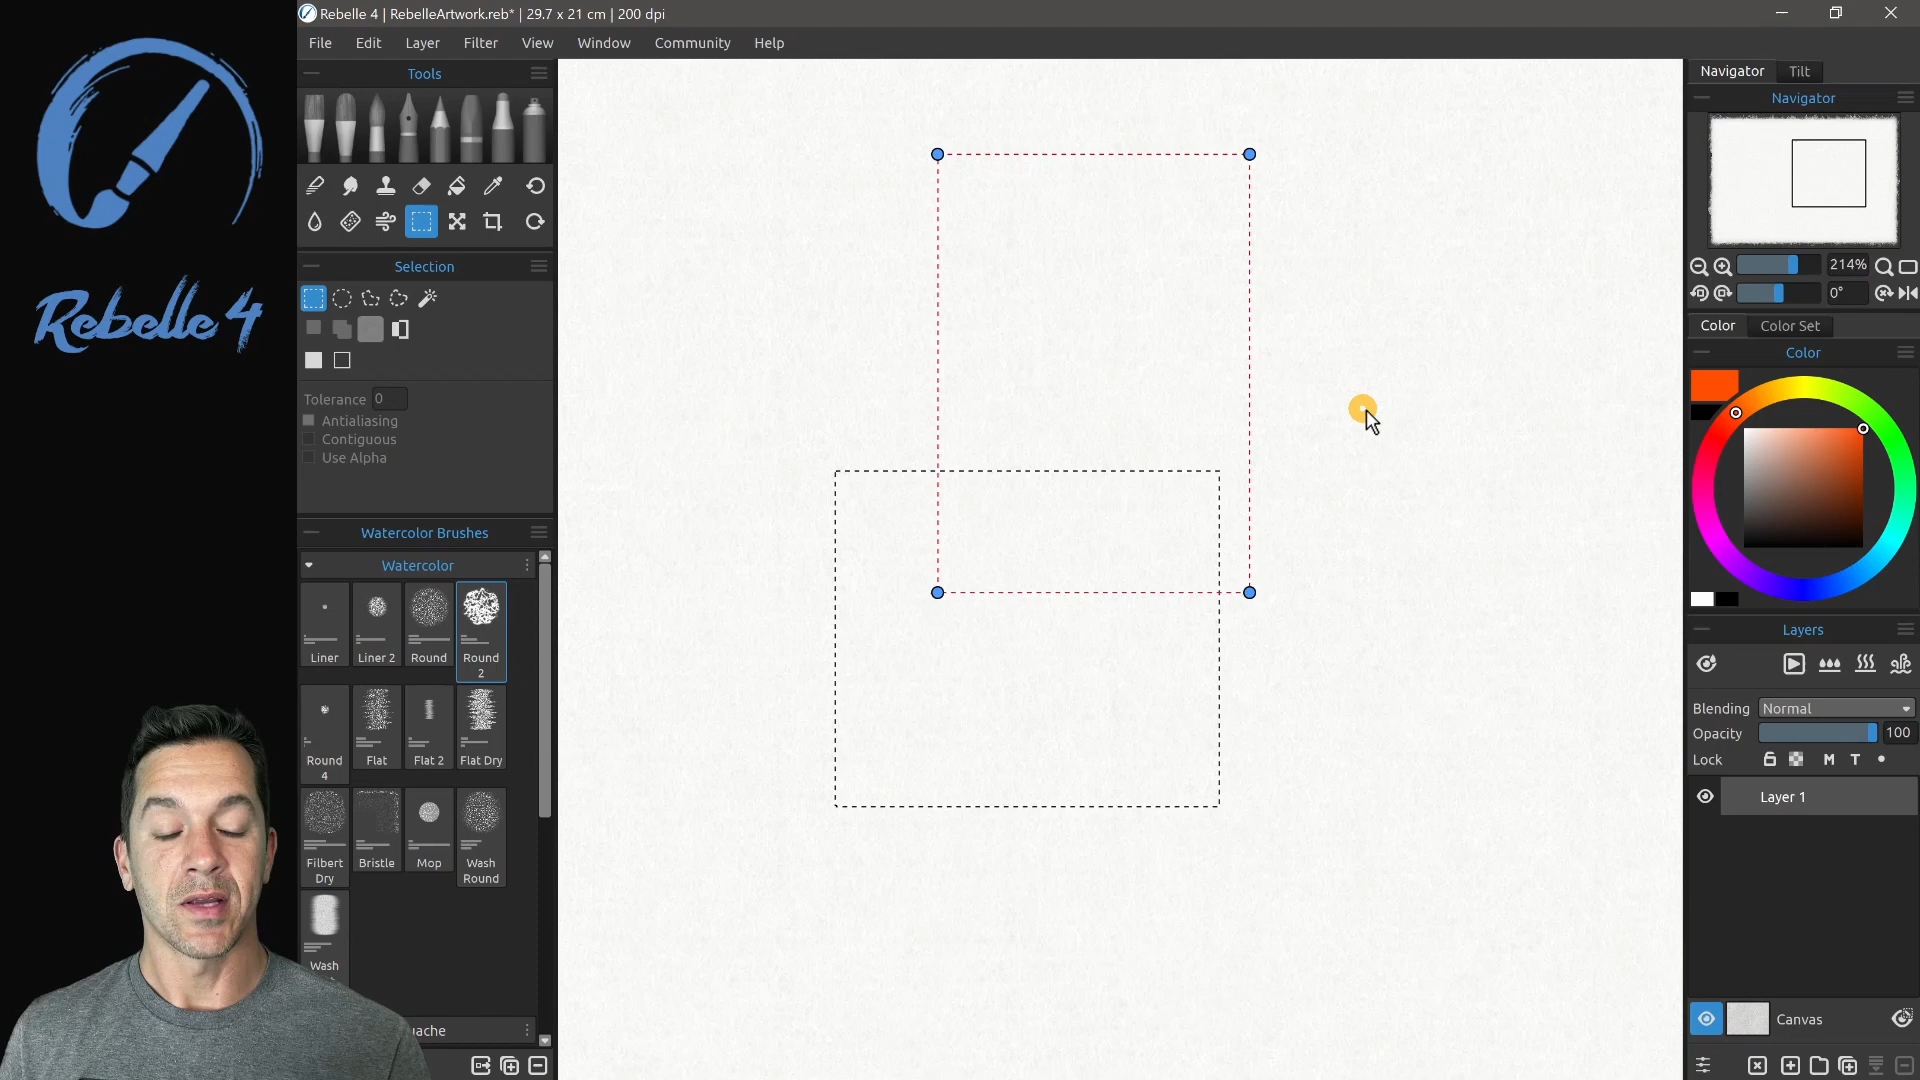 Rebelle 4 | RebelleArtwork.reb* | 29.7 x 21 cm | 200 dpi
File Edit Layer Filter View Window Community Help
Rebelle 4
Tools
Selection
Tolerance 0
Antialiasing
Contiguous
Use Alpha
Watercolor Brushes
Watercolor
Liner Liner 2 Round Round 2
Round 4 Flat Flat 2 Flat Dry
Filbert Dry Bristle Mop Wash Round
Wash
ache
Navigator Tilt
Navigator
214%
0°
Color Color Set
Color
Layers
Blending Normal
Opacity 100
Lock M T
Layer 1
Canvas